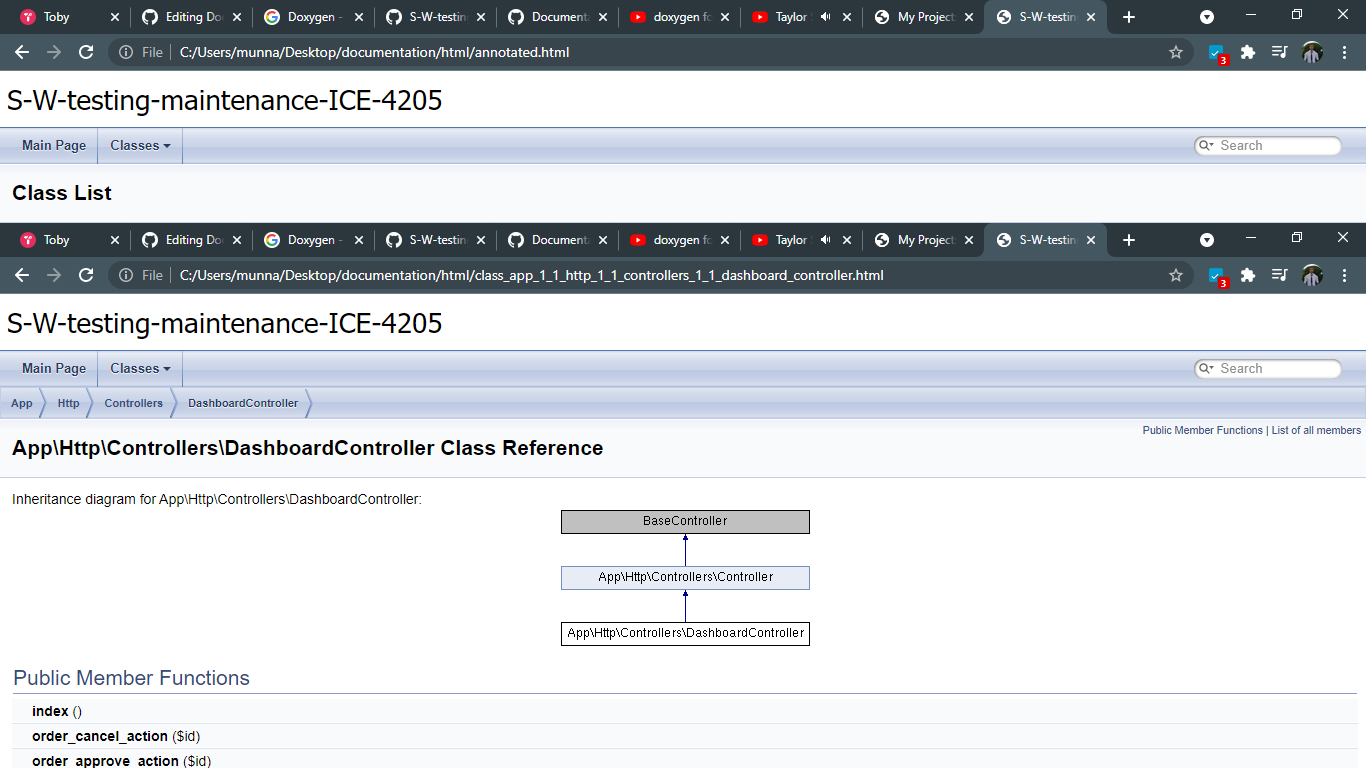 Toby Editing Do Doxygen - S-W-testin Documenta doxygen fo Taylor My Project: S-W-testin
File C:/Users/munna/Desktop/documentation/html/annotated.html 3
S-W-testing-maintenance-ICE-4205
Main Page Classes Search
Class List
Toby Editing Do Doxygen - S-W-testin Documenta doxygen fo Taylor My Project: S-W-testin
File C:/Users/munna/Desktop/documentation/html/class_app_1_1_http_1_1_controllers_1_1_dashboard_controller.html 3
S-W-testing-maintenance-ICE-4205
Main Page Classes Search
App Http Controllers DashboardController
Public Member Functions | List of all members
App\Http\Controllers\DashboardController Class Reference
Inheritance diagram for App\Http\Controllers\DashboardController:
BaseController
App\Http\Controllers\Controller
App\Http\Controllers\DashboardController
Public Member Functions
index ()
order_cancel_action ($id)
order_approve_action ($id)